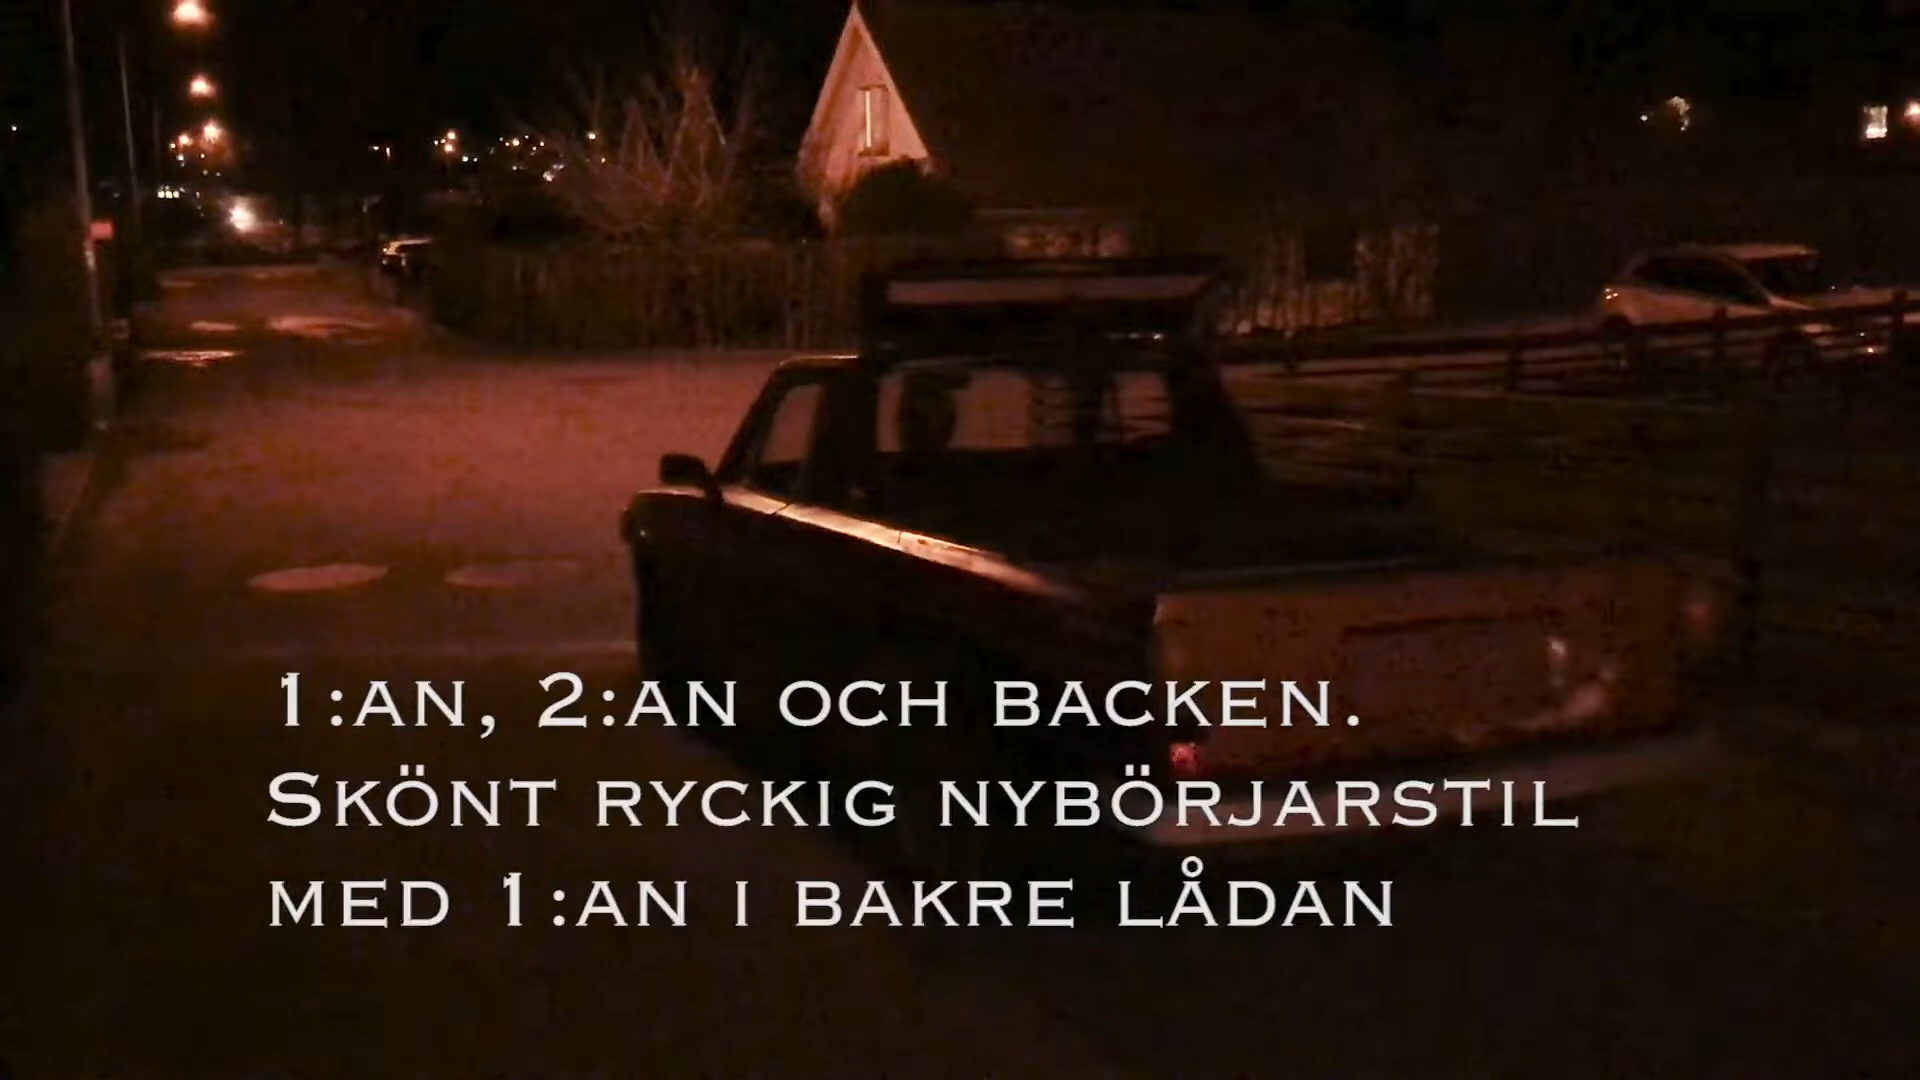 1:AN, 2:AN OCH BACKEN.
SKÖNT RYCKIG NYBÖRJARSTIL
MED 1:AN I BAKRE LÅDAN